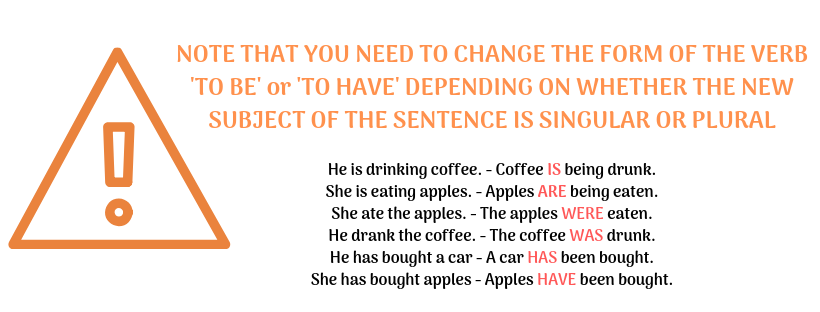 NOTE THAT YOU NEED TO CHANGE THE FORM OF THE VERB
'TO BE' or 'TO HAVE' DEPENDING ON WHETHER THE NEW
SUBJECT OF THE SENTENCE IS SINGULAR OR PLURAL
He is drinking coffee. - Coffee IS being drunk.
She is eating apples. - Apples ARE being eaten.
She ate the apples. - The apples WERE eaten.
He drank the coffee. - The coffee WAS drunk.
He has bought a car - A car HAS been bought.
She has bought apples - Apples HAVE been bought.